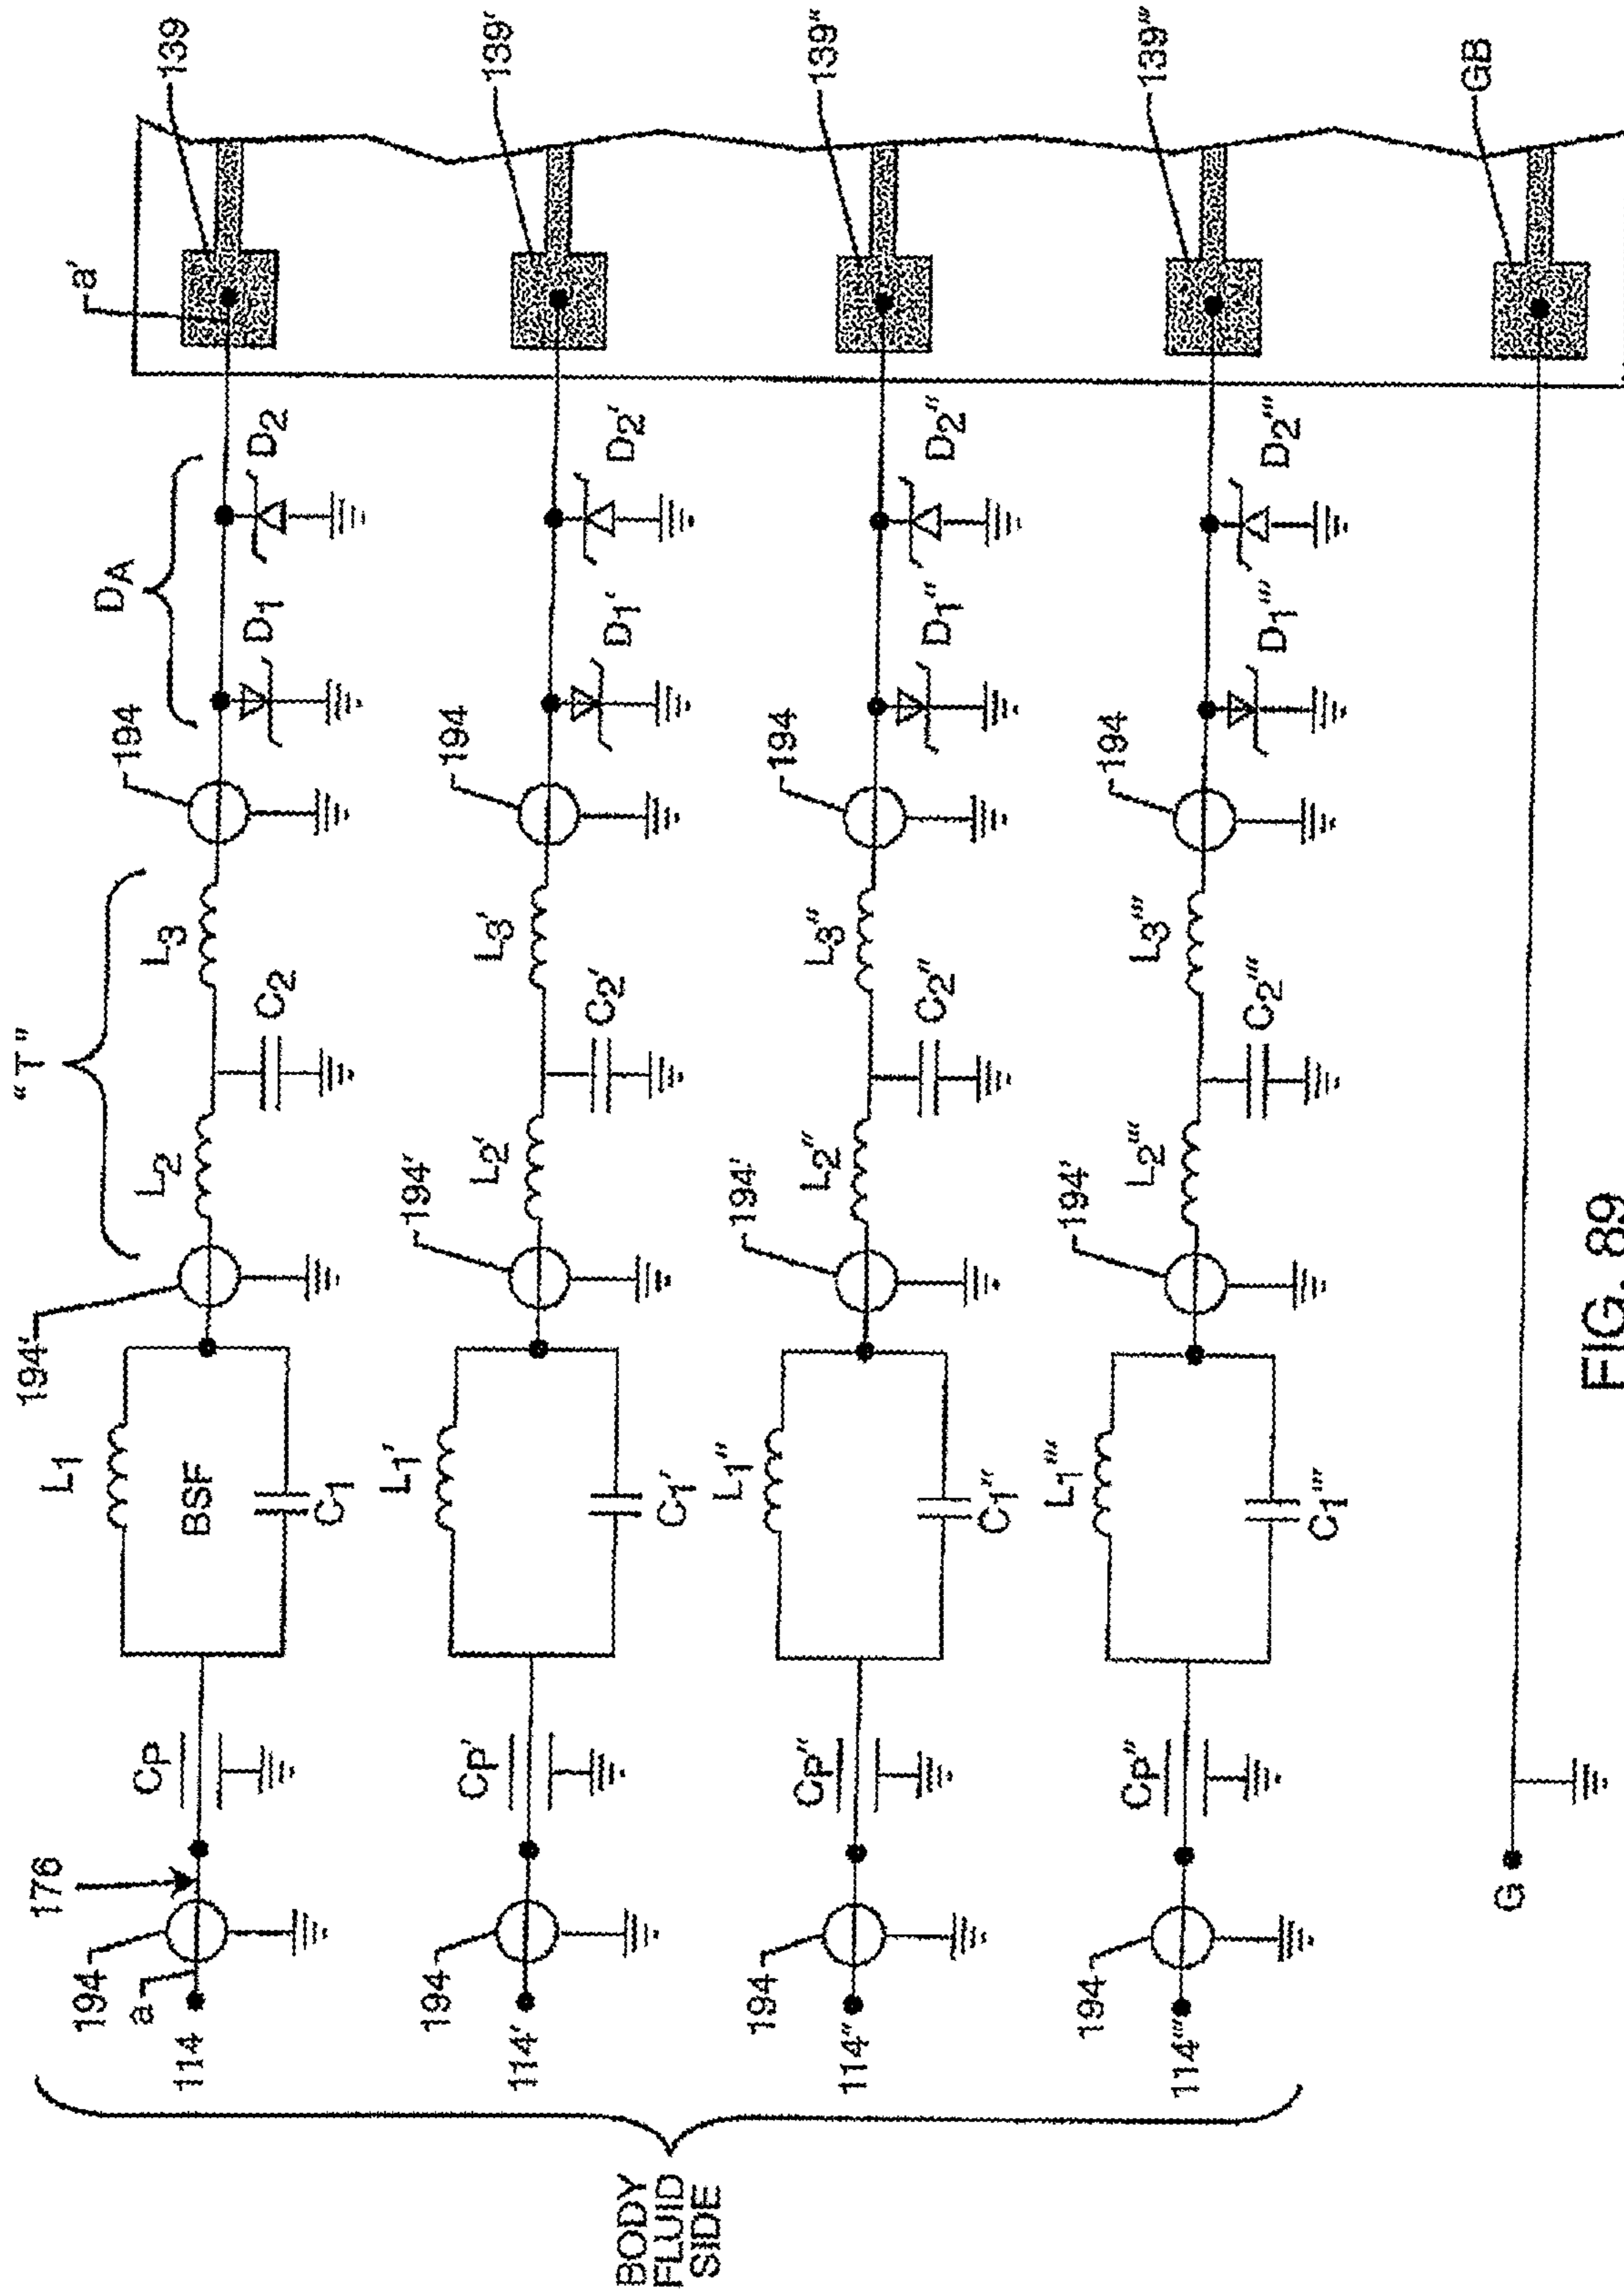 "T"
194'
L1
BSF
C1
L2
C2
L3
194
DA
D1
D2
a'
139
176
194
a
114
Cp
L1'
C1'
194'
L2'
C2'
L3'
194
D1'
D2'
139'
194
114'
Cp'
L1"
C1"
194'
L2"
C2"
L3"
194
D1"
D2"
139"
194
114"
Cp"
L1'''
C1'''
194'
L2'''
C2'''
L3'''
194
D1'''
D2'''
139'''
194
114'''
Cp"
BODY
FLUID
SIDE
G
GB
FIG. 89